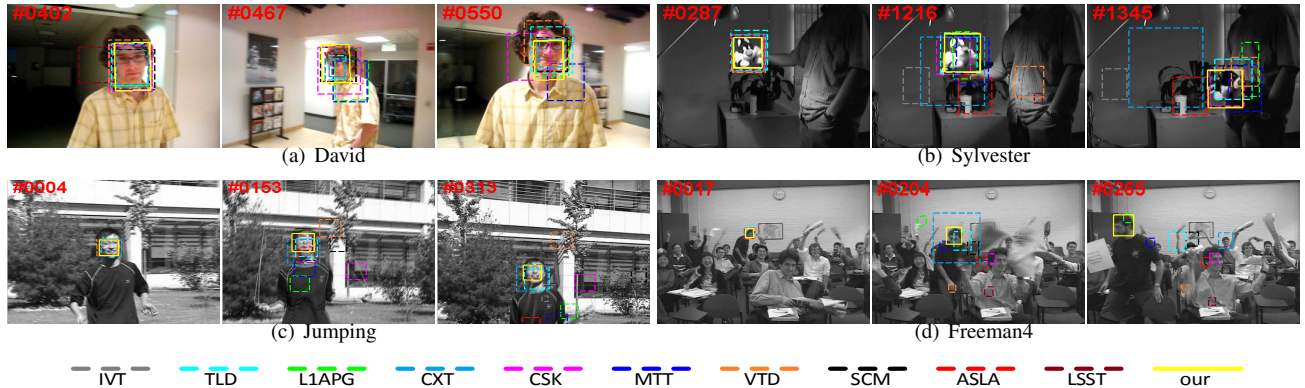 #0402 #0467 #0550 #0287 #1216 #1345
(a) David (b) Sylvester
#0004 #0153 #0313 #0017 #0204 #0265
(c) Jumping (d) Freeman4
IVT TLD L1APG CXT CSK MTT VTD SCM ASLA LSST our